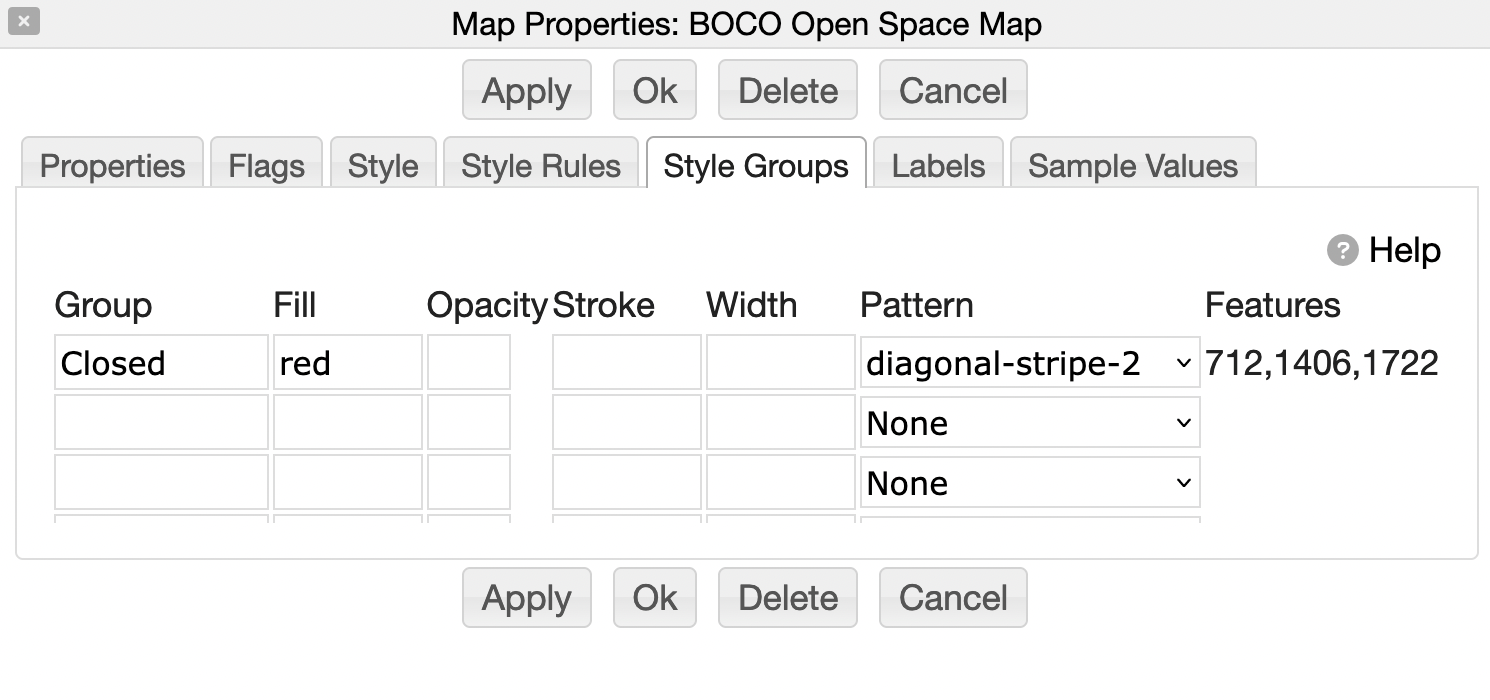 Map Properties: BOCO Open Space Map
Apply Ok Delete Cancel
Properties Flags Style Style Rules Style Groups Labels Sample Values
? Help
Group Fill Opacity Stroke Width Pattern Features
Closed red diagonal-stripe-2 712,1406,1722
None
None
Apply Ok Delete Cancel